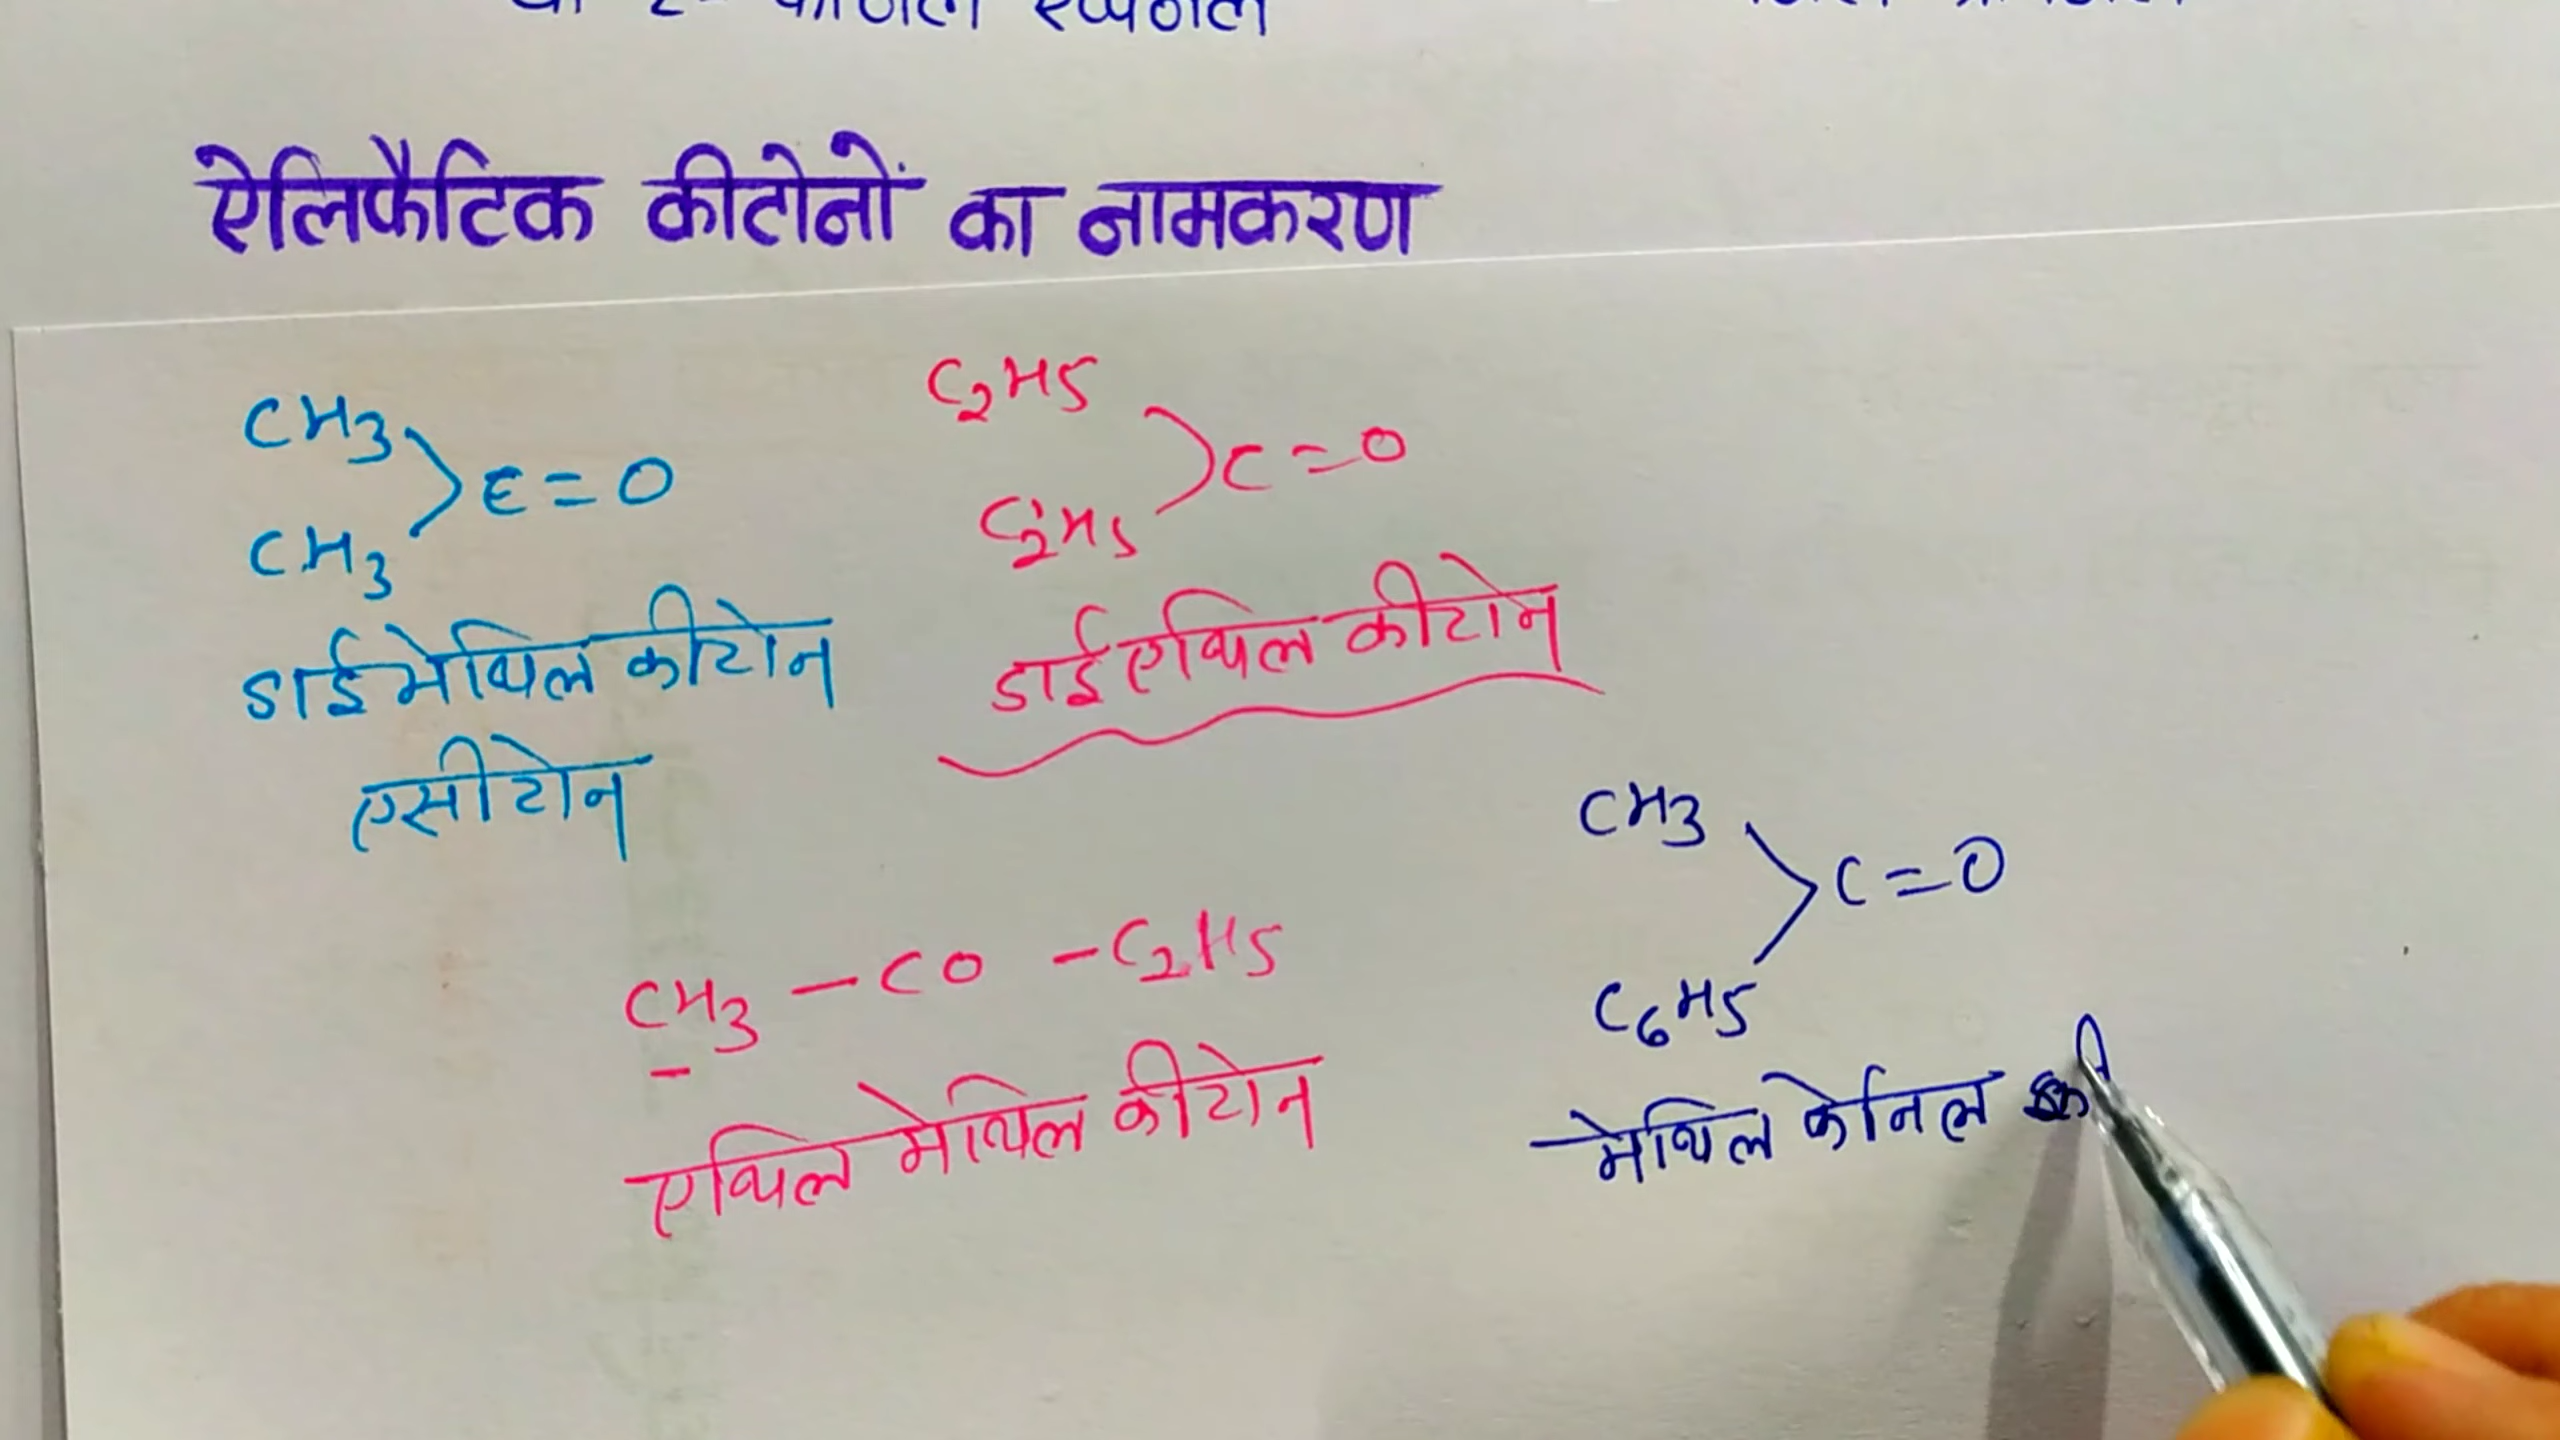 ऐलिफैटिक कीटोनों का नामकरण
CH3
CH3 >C=O
डाईमेथिल कीटोन
एसीटोन
C2H5
C2H5 >C=O
डाईएथिल कीटोन
CH3 - CO - C2H5
एथिल मेथिल कीटोन
CH3
C6H5 >C=O
मेथिल फेनिल की